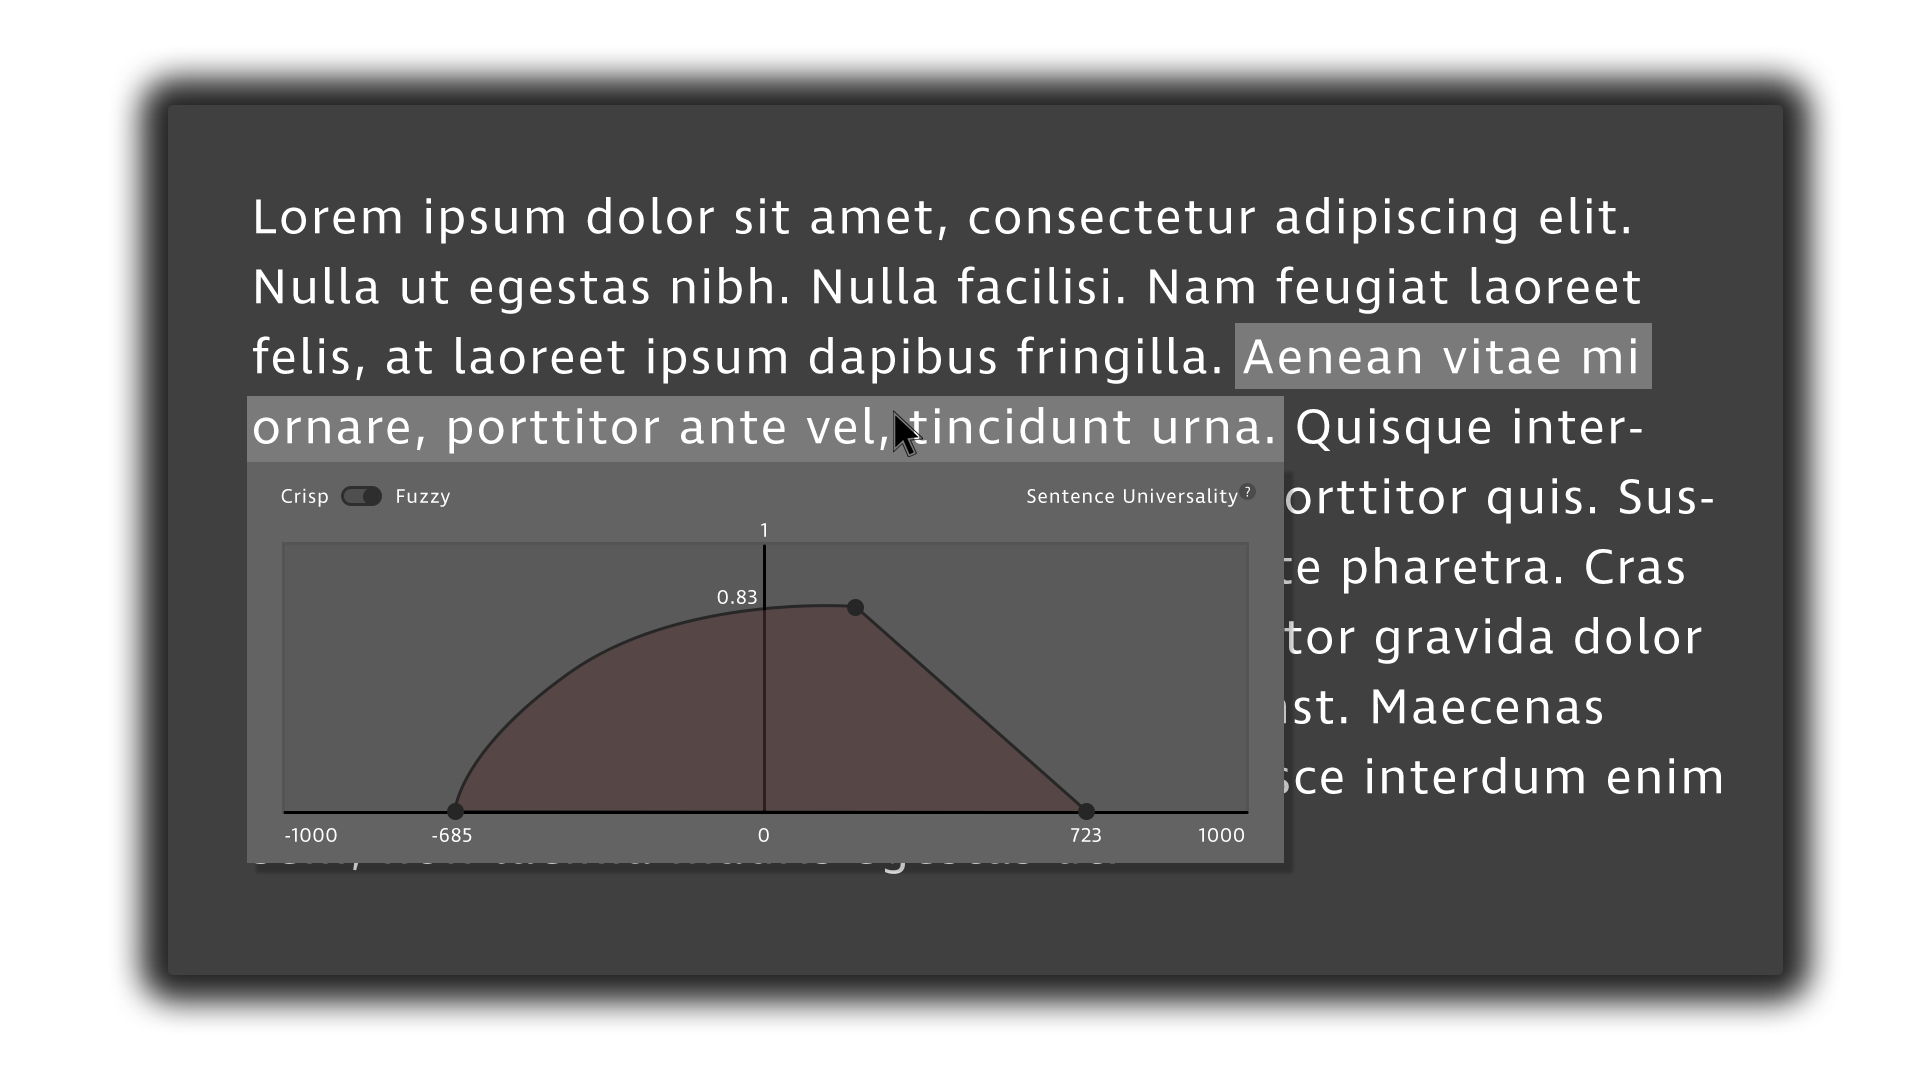 Lorem ipsum dolor sit amet, consectetur adipiscing elit.
Nulla ut egestas nibh. Nulla facilisi. Nam feugiat laoreet
felis, at laoreet ipsum dapibus fringilla. Aenean vitae mi
ornare, porttitor ante vel, tincidunt urna. Quisque inter-
Crisp Fuzzy Sentence Universality ?
orttitor quis. Sus-
1
te pharetra. Cras
0.83
tor gravida dolor
st. Maecenas
sce interdum enim
-1000 -685 0 723 1000